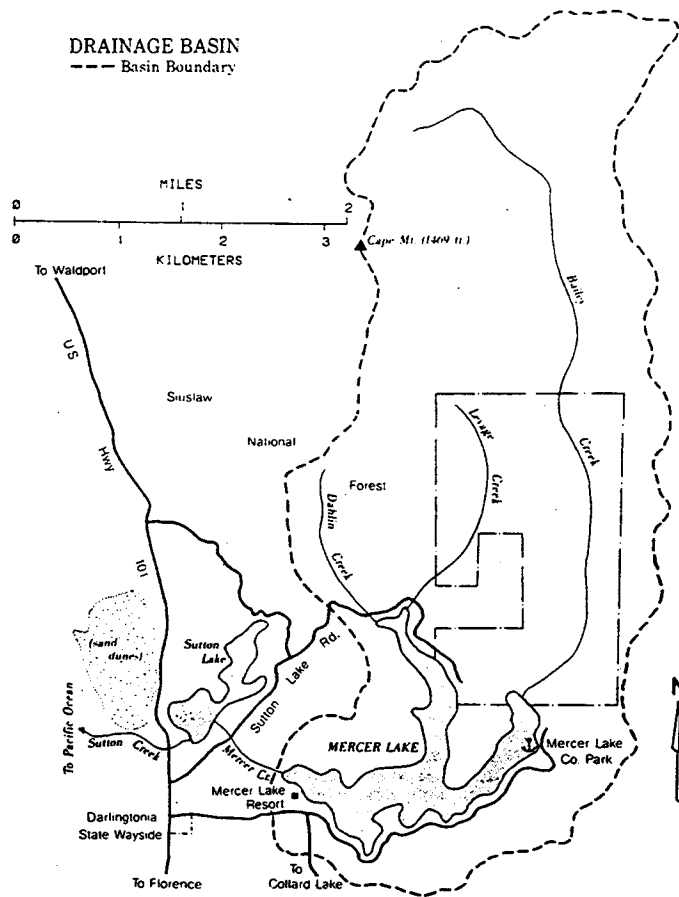 DRAINAGE BASIN
Basin Boundary
MILES
0 1 2
0 1 2 3
KILOMETERS
Cape Mt. (1469 ft.)
To Waldport
Bailey
US
Siuslaw
Levage
Hwy
National
Creek
Forest
Dahlin
Creek
Creek
101
(sand
dunes)
Sutton
Lake
Sutton Lake Rd.
To Pacific Ocean
Sutton
Creek
Mercer Cr.
MERCER LAKE
N
Mercer Lake
Co. Park
Mercer Lake
Resort
Darlingtonia
State Wayside
To Florence
To
Collard Lake